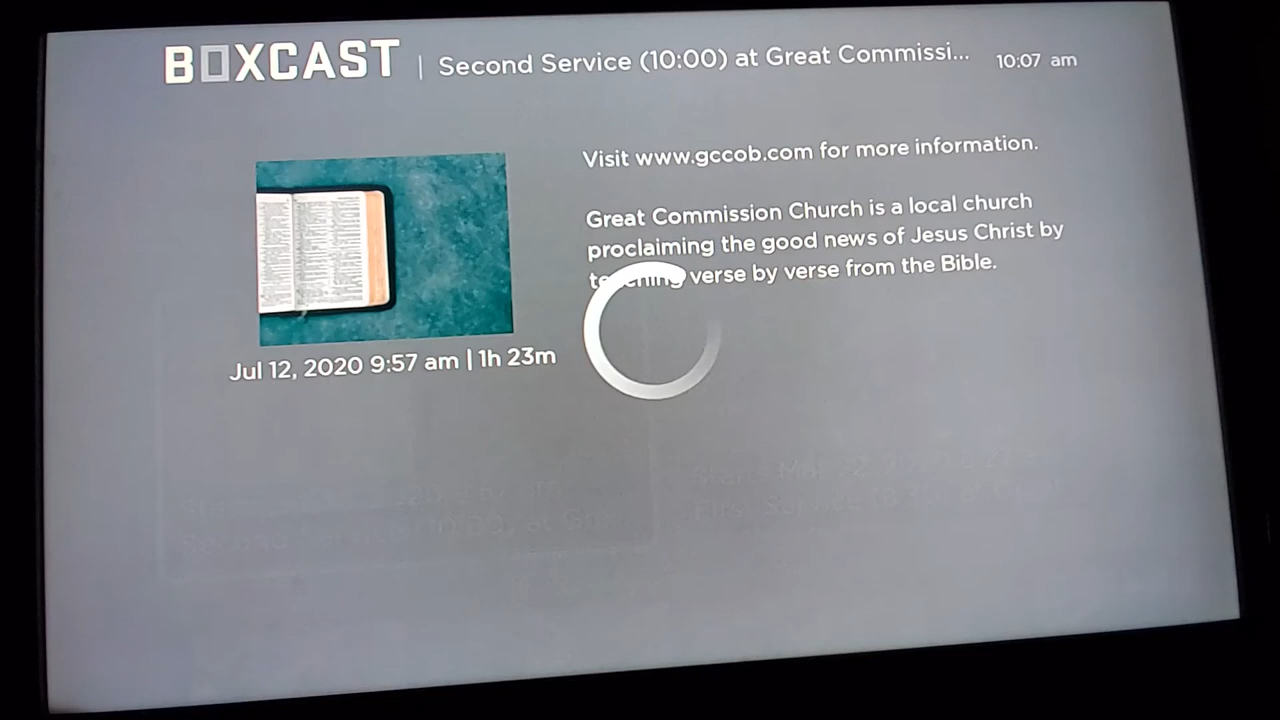 BOXCAST | Second Service (10:00) at Great Commissi... 10:07 am
Visit www.gccob.com for more information.
Great Commission Church is a local church
proclaiming the good news of Jesus Christ by
teaching verse by verse from the Bible.
Jul 12, 2020 9:57 am | 1h 23m